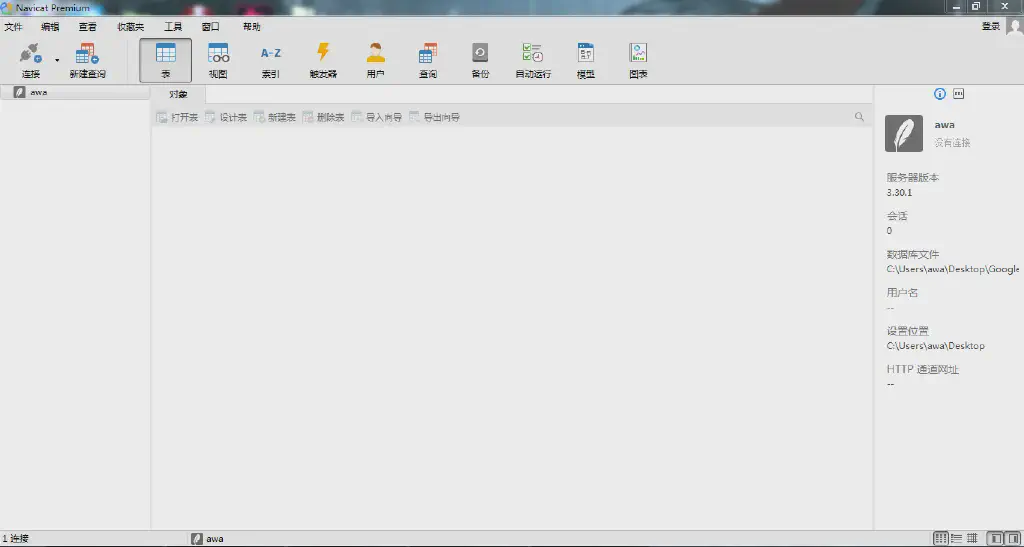 Navicat Premium
文件 编辑 查看 收藏夹 工具 窗口 帮助 登录
连接 新建查询 表 视图 索引 触发器 用户 查询 备份 自动运行 模型 图表
A-Z
awa
对象
打开表 设计表 新建表 删除表 导入向导 导出向导
awa
没有连接
服务器版本
3.30.1
会话
0
数据库文件
C:\Users\awa\Desktop\Google
用户名
--
设置位置
C:\Users\awa\Desktop
HTTP 通道网址
--
1 连接 awa